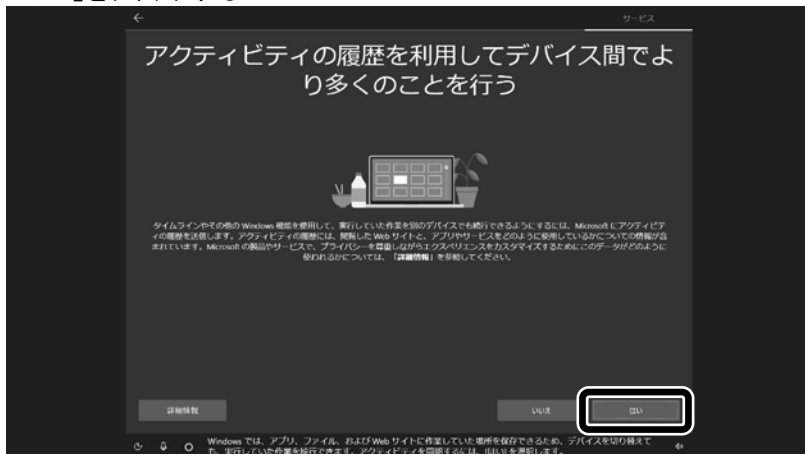 サービス
アクティビティの履歴を利用してデバイス間でよ
り多くのことを行う
タイムラインやその他の Windows 機能を使用して、実行していた作業を別のデバイスでも続行できるようにするには、Microsoft にアクティビテ
ィの履歴を送信します。アクティビティの履歴には、閲覧した Web サイトと、アプリやサービスをどのように使用しているかについての情報が含
まれています。Microsoft の製品やサービスで、プライバシーを尊重しながらエクスペリエンスをカスタマイズするためにこのデータがどのように
使われるかについては、「詳細情報」を参照してください。
詳細情報
いいえ
はい
Windows では、アプリ、ファイル、および Web サイトに作業していた場所を保存できるため、デバイスを切り替えて
も、実行していた作業を続行できます。アクティビティを同期するには、[はい] を選択します。